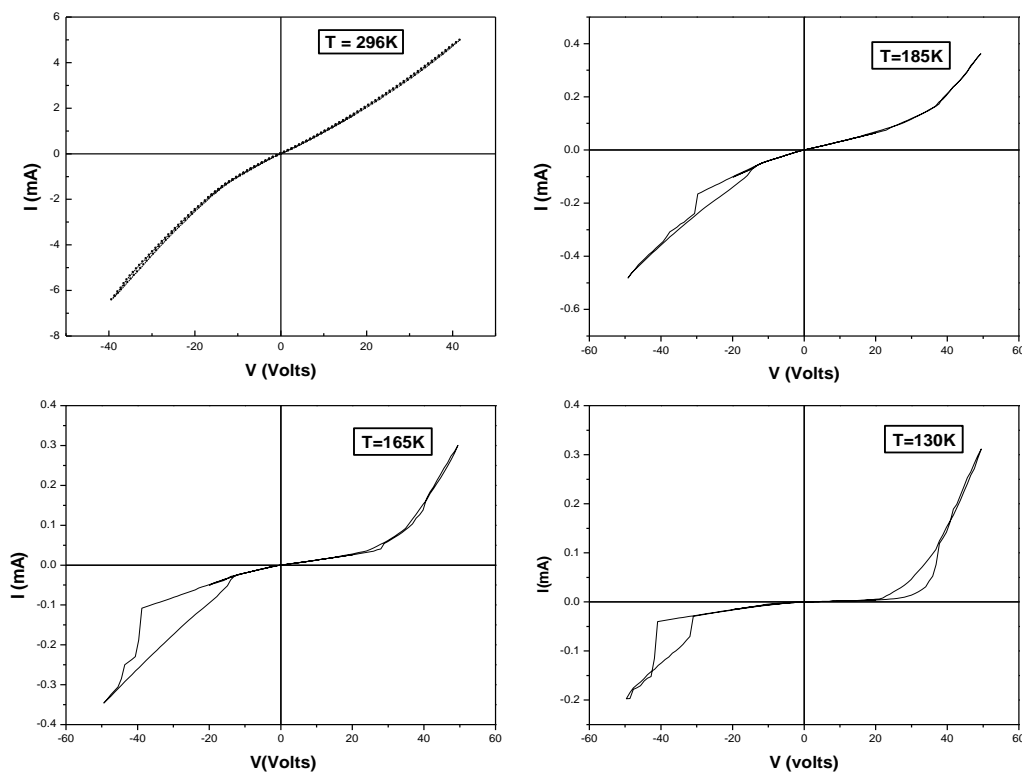 T = 296K
6
4
2
0
-2
-4
-6
-8
I (mA)
-40 -20 0 20 40
V (Volts)
T=185K
0.4
0.2
0.0
-0.2
-0.4
-0.6
I (mA)
-60 -40 -20 0 20 40 60
V (Volts)
T=165K
0.4
0.3
0.2
0.1
0.0
-0.1
-0.2
-0.3
-0.4
I (mA)
-60 -40 -20 0 20 40 60
V(Volts)
T=130K
0.4
0.3
0.2
0.1
0.0
-0.1
-0.2
I(mA)
-60 -40 -20 0 20 40 60
V (volts)